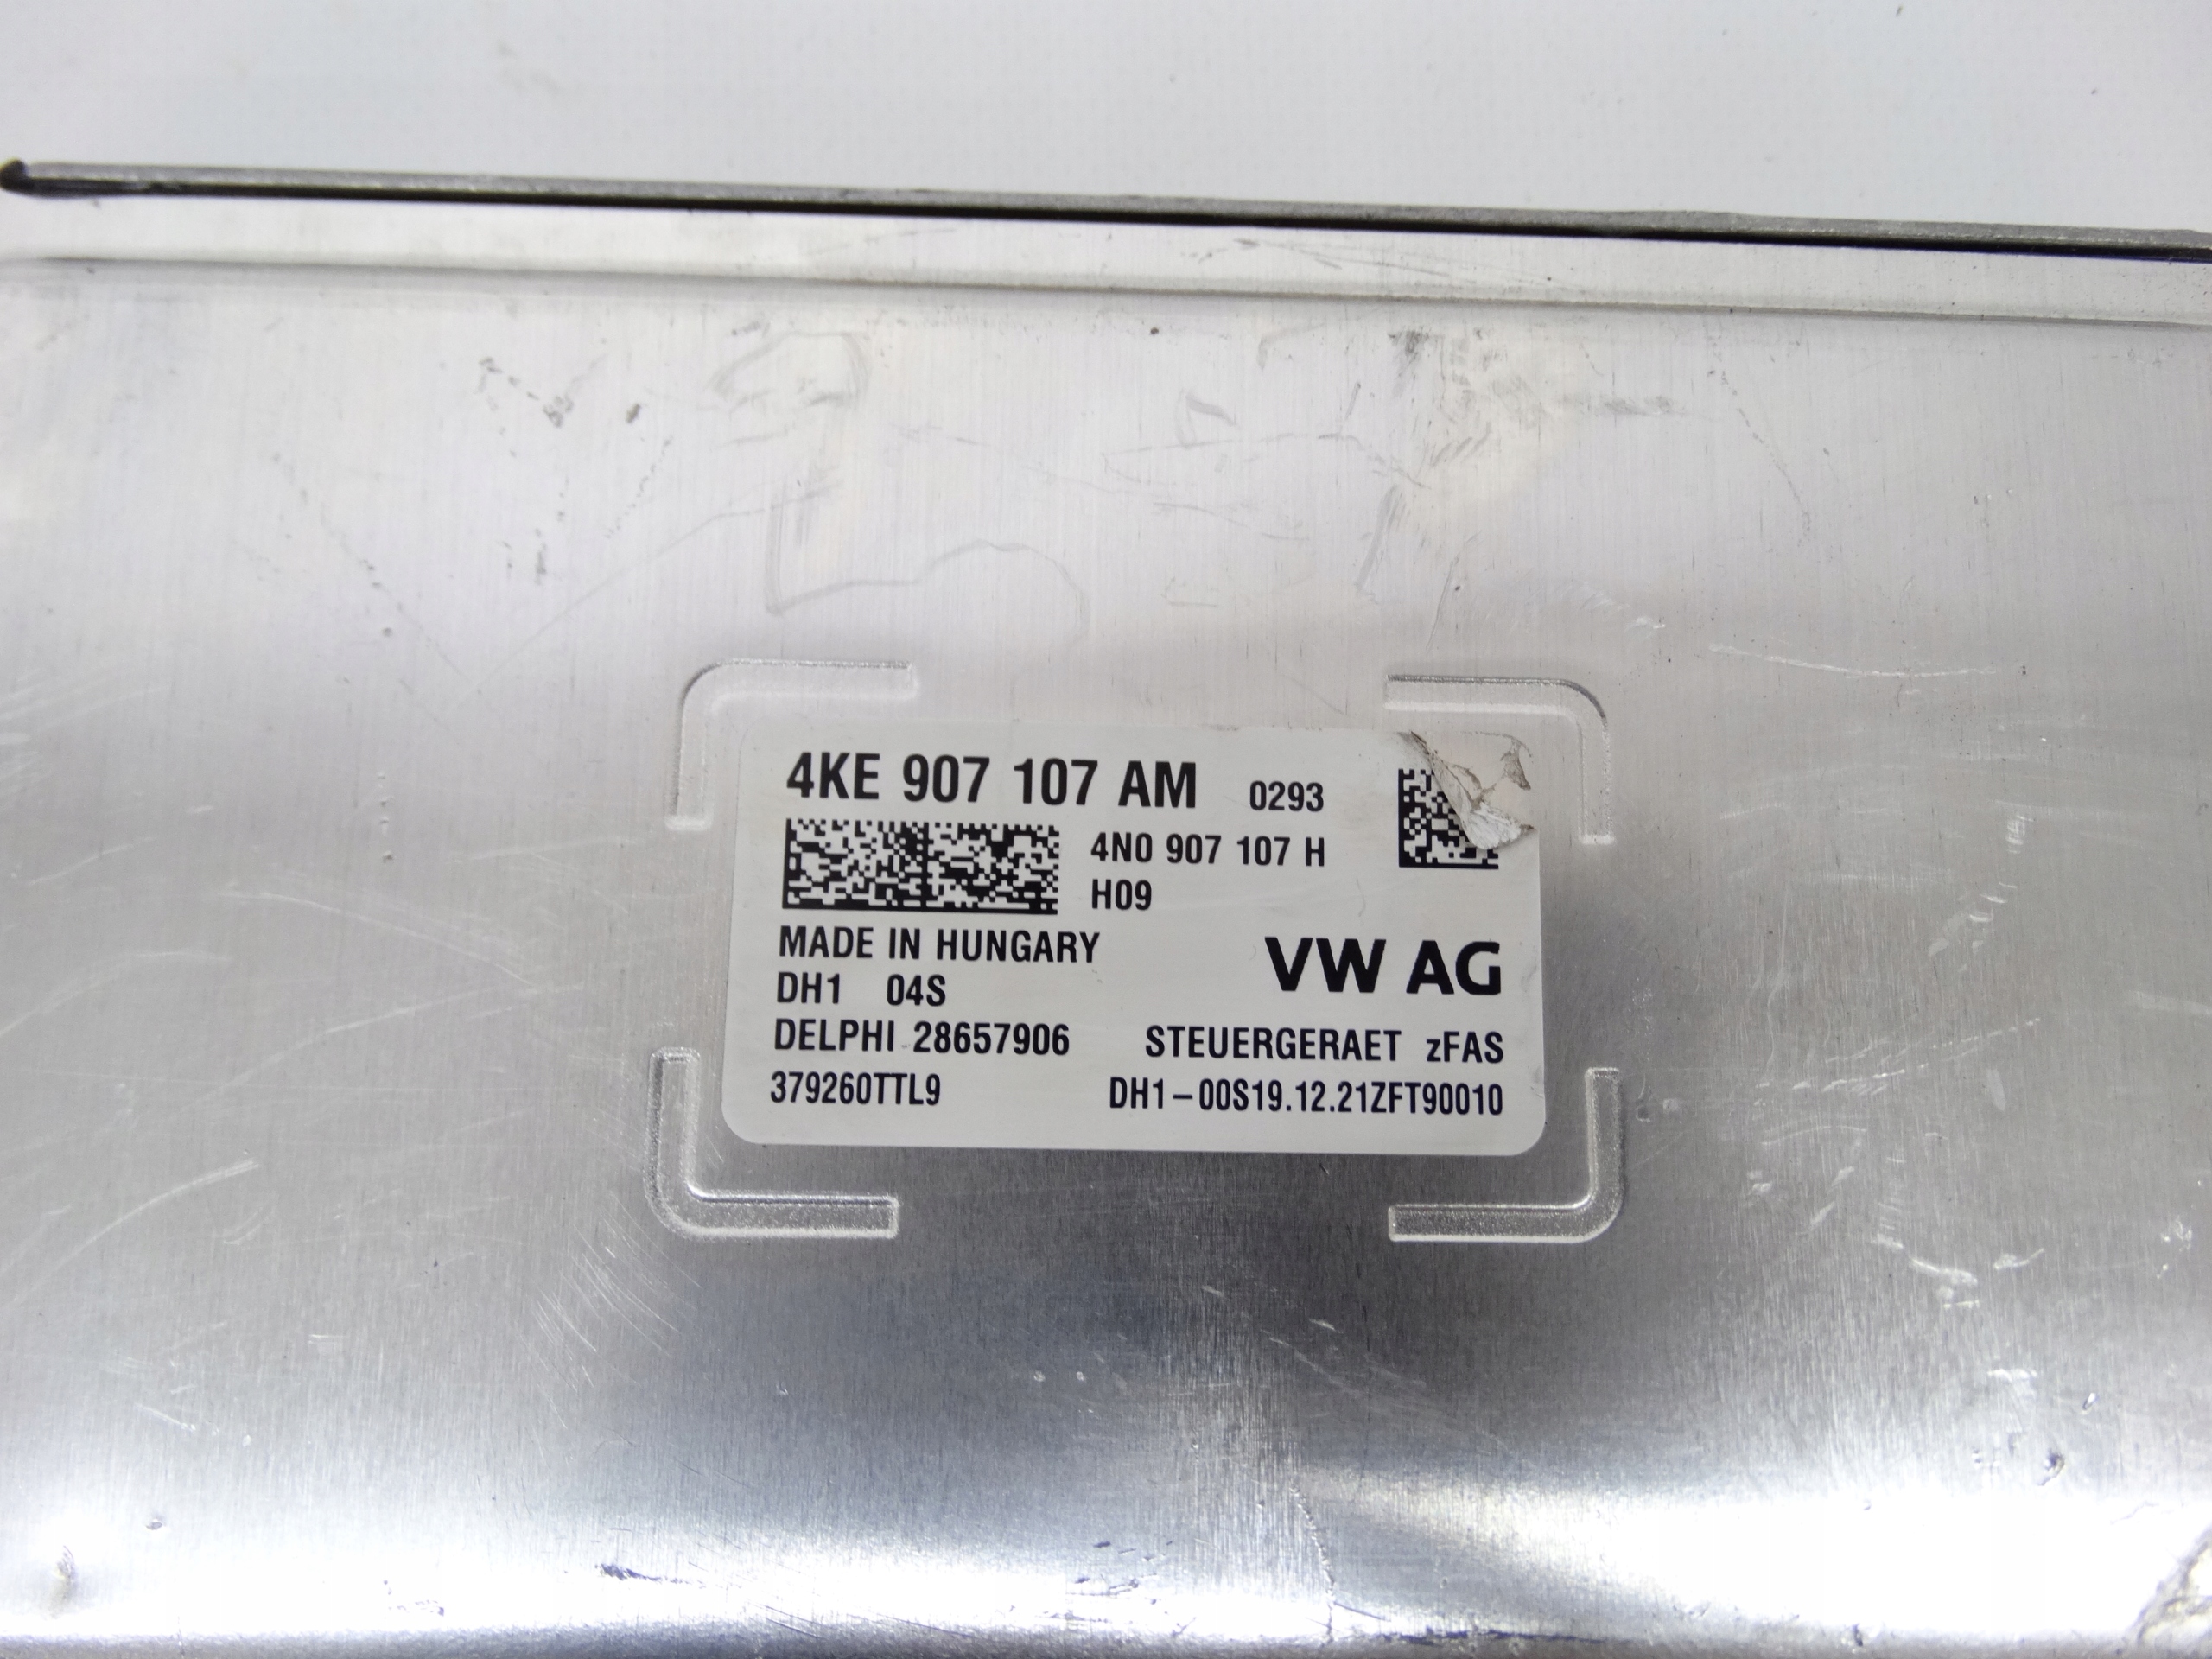 4KE 907 107 AM 0293
4N0 907 107 H
H09
MADE IN HUNGARY
VW AG
DH1 04S
DELPHI 28657906
STEUERGERAET zFAS
379260TTL9
DH1-00S19.12.21ZFT90010